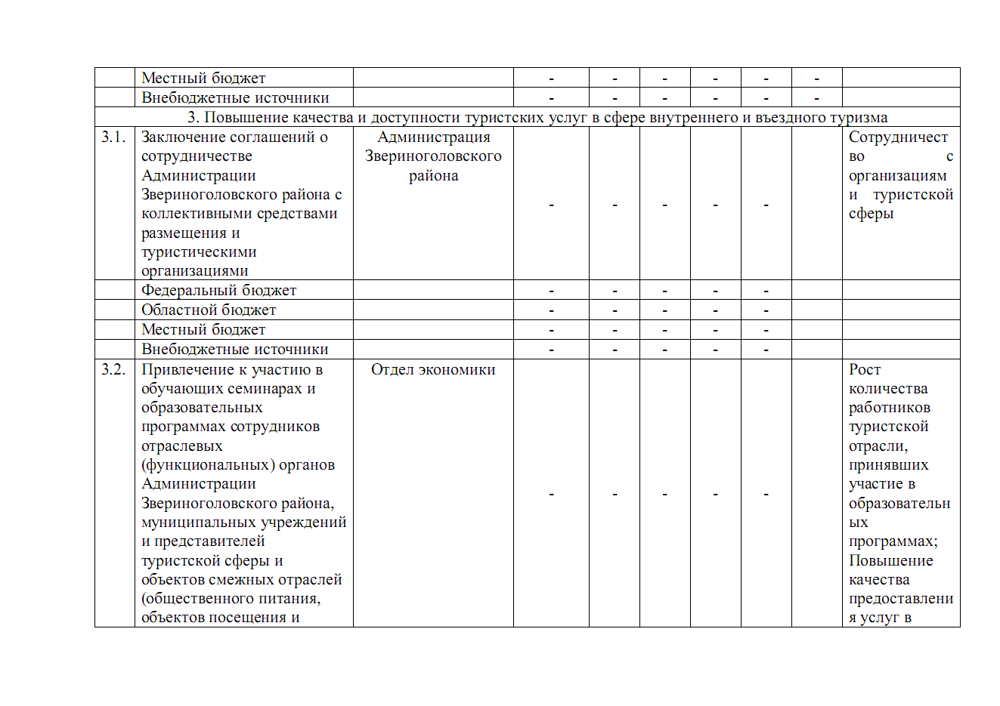 Местный бюджет - - - - - -
Внебюджетные источники - - - - - -
3. Повышение качества и доступности туристских услуг в сфере внутреннего и въездного туризма
3.1.
Заключение соглашений о
сотрудничестве
Администрации
Звериноголовского района с
коллективными средствами
размещения и
туристическими
организациями
Администрация
Звериноголовского
района
- - - - -
Сотрудничест
во с
организациям
и туристской
сферы
Федеральный бюджет - - - - -
Областной бюджет - - - - -
Местный бюджет - - - - -
Внебюджетные источники - - - - -
3.2.
Привлечение к участию в
обучающих семинарах и
образовательных
программах сотрудников
отраслевых
(функциональных) органов
Администрации
Звериноголовского района,
муниципальных учреждений
и представителей
туристской сферы и
объектов смежных отраслей
(общественного питания,
объектов посещения и
Отдел экономики
- - - - -
Рост
количества
работников
туристской
отрасли,
принявших
участие в
образовательн
ых
программах;
Повышение
качества
предоставлени
я услуг в